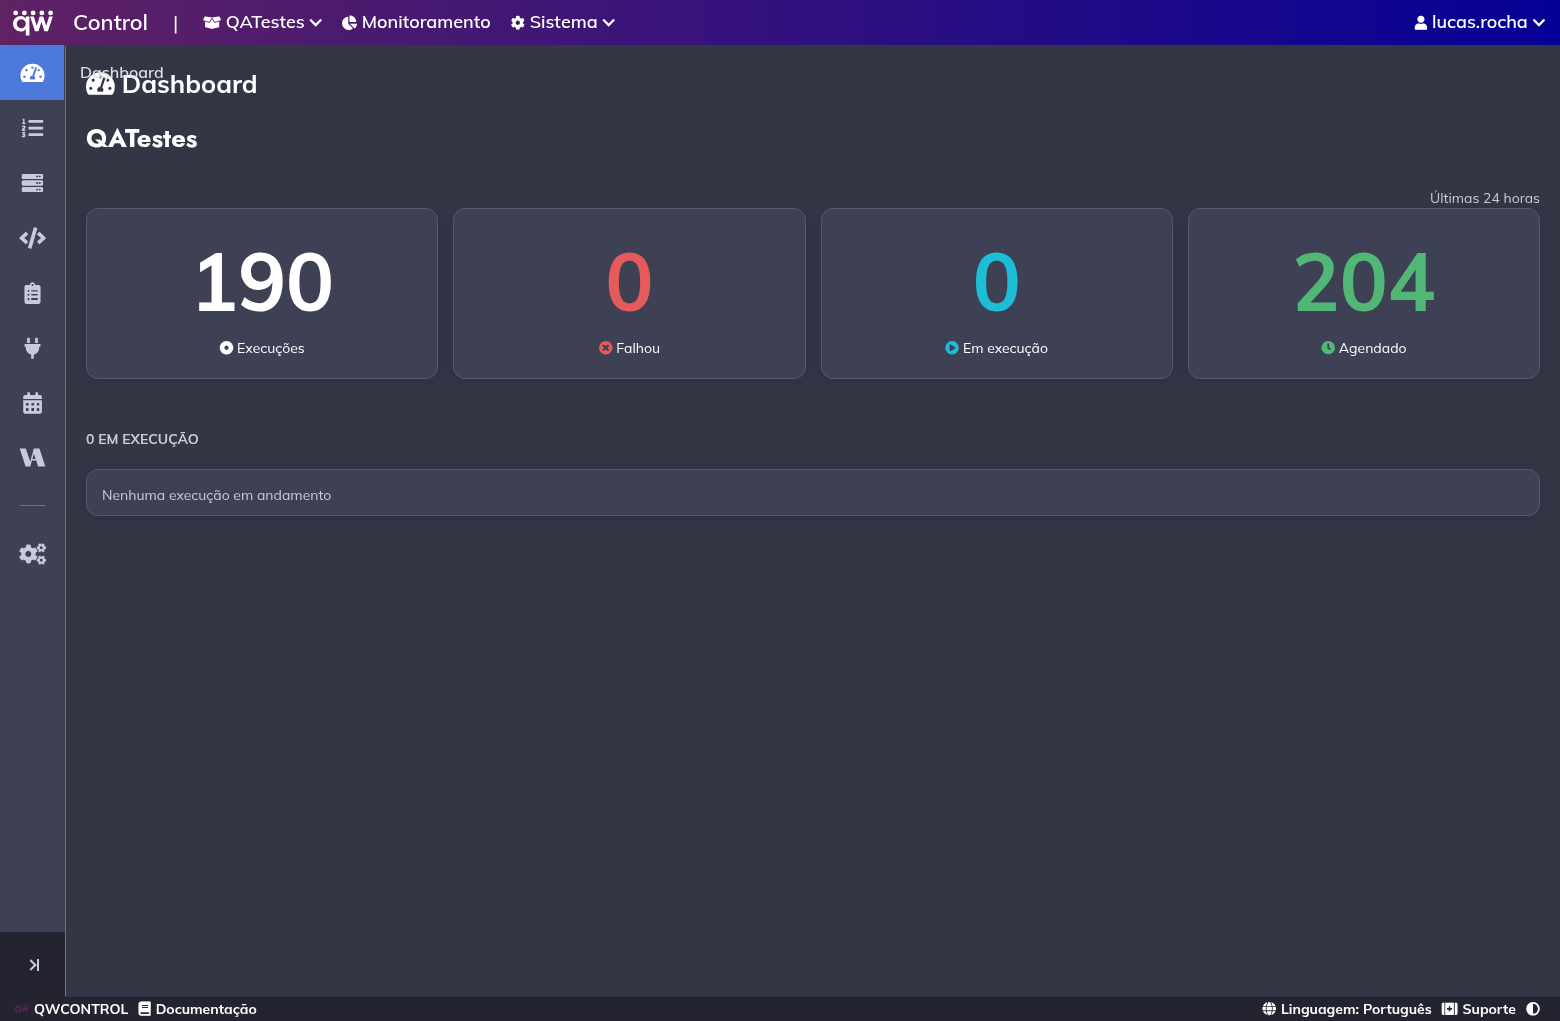 qw Control | QATestes Monitoramento Sistema lucas.rocha
Dashboard
Dashboard
QATestes
Últimas 24 horas
190 0 0 204
Execuções Falhou Em execução Agendado
0 EM EXECUÇÃO
Nenhuma execução em andamento
qw QWCONTROL Documentação Linguagem: Português Suporte